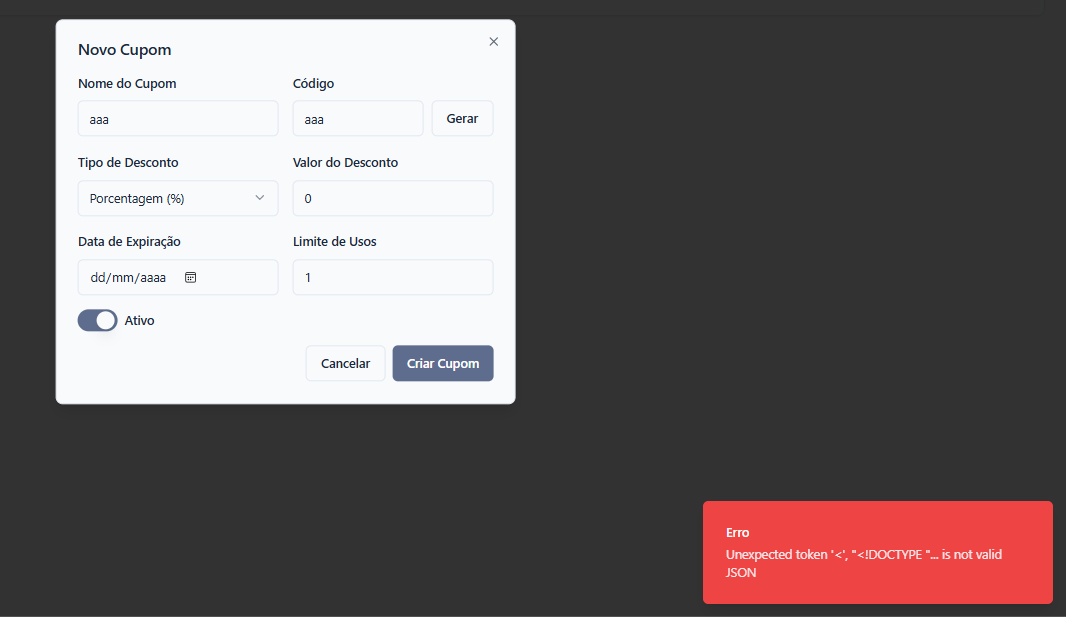 Novo Cupom
Nome do Cupom
Código
aaa
aaa
Gerar
Tipo de Desconto
Valor do Desconto
Porcentagem (%)
0
Data de Expiração
Limite de Usos
dd/mm/aaaa
1
Ativo
Cancelar
Criar Cupom
Erro
Unexpected token '<', "<!DOCTYPE "... is not valid
JSON